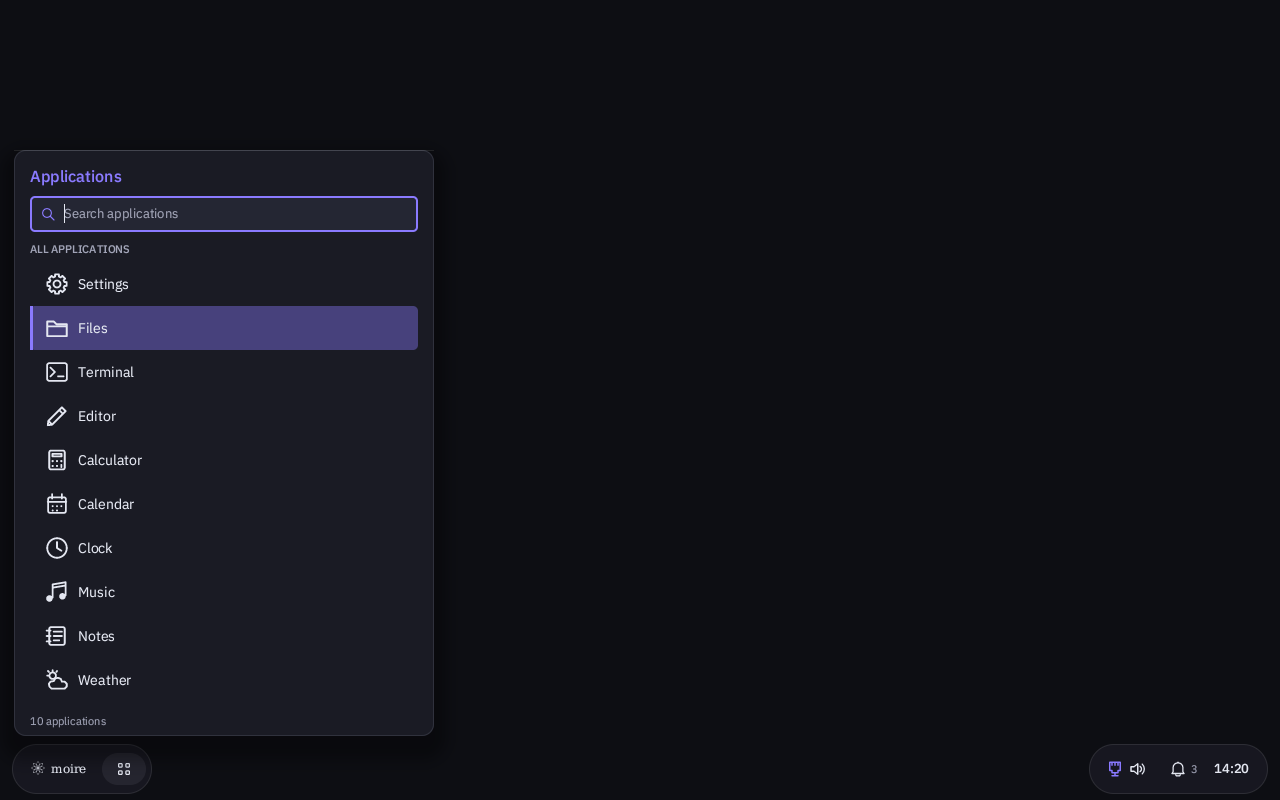 Applications
Search applications
ALL APPLICATIONS
Settings
Files
Terminal
Editor
Calculator
Calendar
Clock
Music
Notes
Weather
10 applications
moire
3
14:20